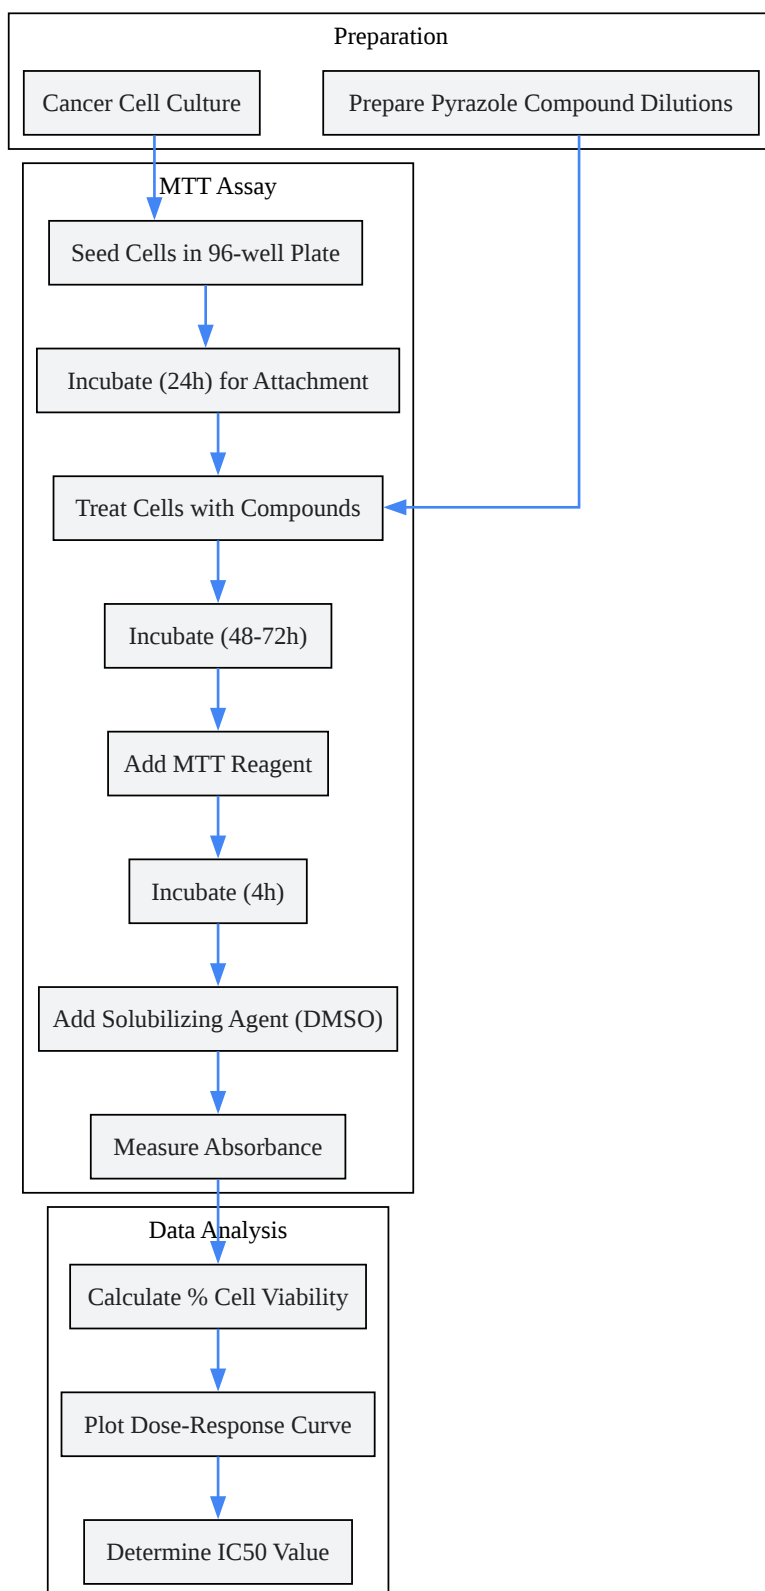 Preparation
Cancer Cell Culture
Prepare Pyrazole Compound Dilutions
MTT Assay
Seed Cells in 96-well Plate
Incubate (24h) for Attachment
Treat Cells with Compounds
Incubate (48-72h)
Add MTT Reagent
Incubate (4h)
Add Solubilizing Agent (DMSO)
Measure Absorbance
Data Analysis
Calculate % Cell Viability
Plot Dose-Response Curve
Determine IC50 Value